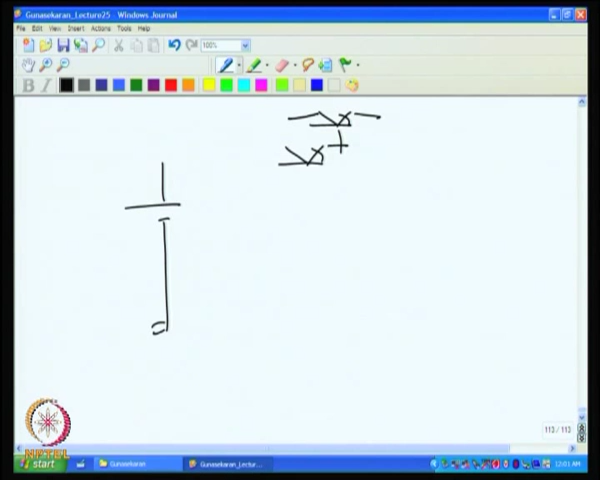 Gunasekaran_Lecture25 - Windows Journal
File Edit View Insert Actions Tools Help
100%
B I
113 / 113
NPTEL
start Gunasekaran Gunasekaran_Lectur... 12:01 AM